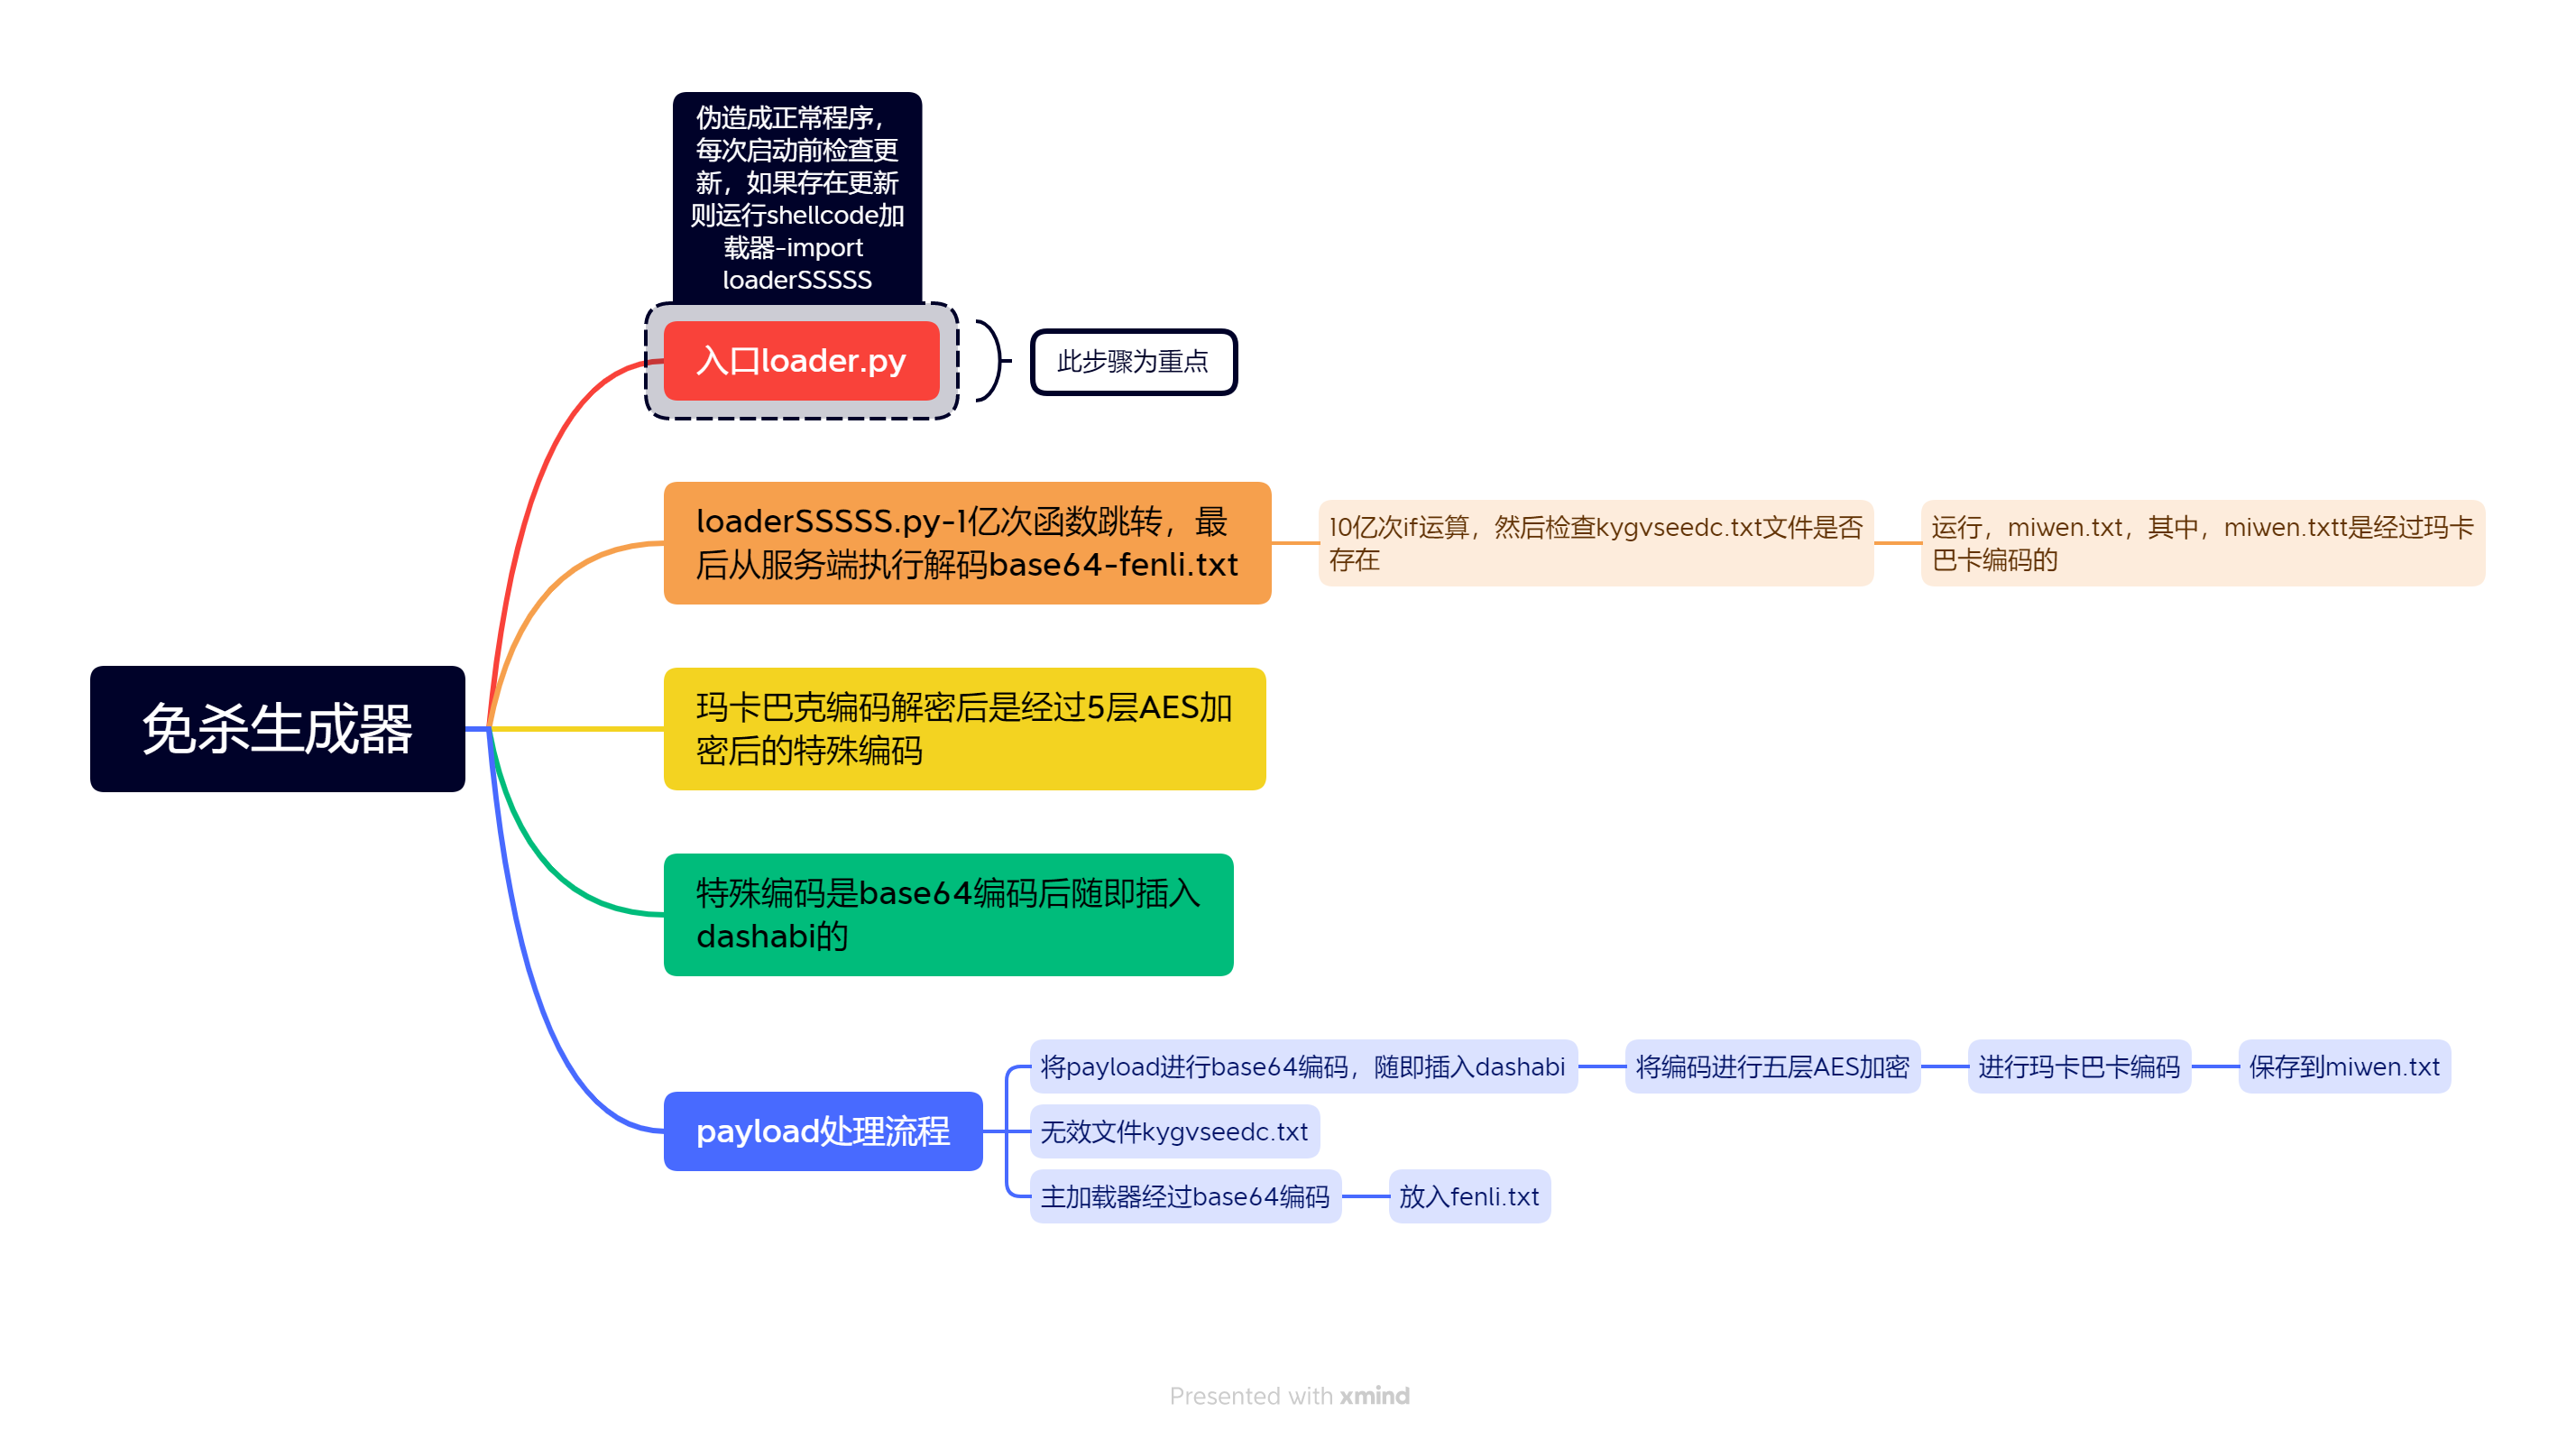 伪造成正常程序，
每次启动前检查更
新，如果存在更新
则运行shellcode加
载器-import
loaderSSSSS
入口loader.py
此步骤为重点
loaderSSSSS.py-1亿次函数跳转，最
后从服务端执行解码base64-fenli.txt
10亿次if运算，然后检查kygvseedc.txt文件是否
存在
运行，miwen.txt，其中，miwen.txtt是经过玛卡
巴卡编码的
免杀生成器
玛卡巴克编码解密后是经过5层AES加
密后的特殊编码
特殊编码是base64编码后随即插入
dashabi的
payload处理流程
将payload进行base64编码，随即插入dashabi
将编码进行五层AES加密
进行玛卡巴卡编码
保存到miwen.txt
无效文件kygvseedc.txt
主加载器经过base64编码
放入fenli.txt
Presented with xmind